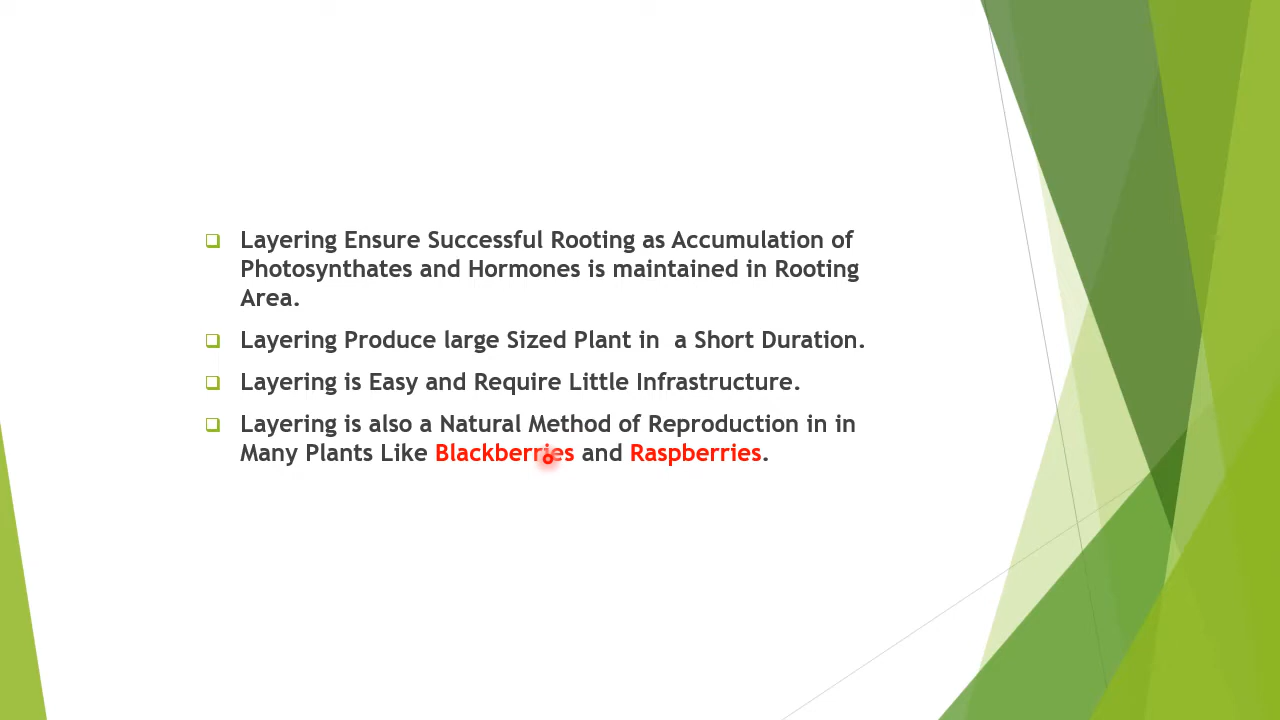 Layering Ensure Successful Rooting as Accumulation of
Photosynthates and Hormones is maintained in Rooting
Area.
Layering Produce large Sized Plant in  a Short Duration.
Layering is Easy and Require Little Infrastructure.
Layering is also a Natural Method of Reproduction in in
Many Plants Like Blackberries and Raspberries.